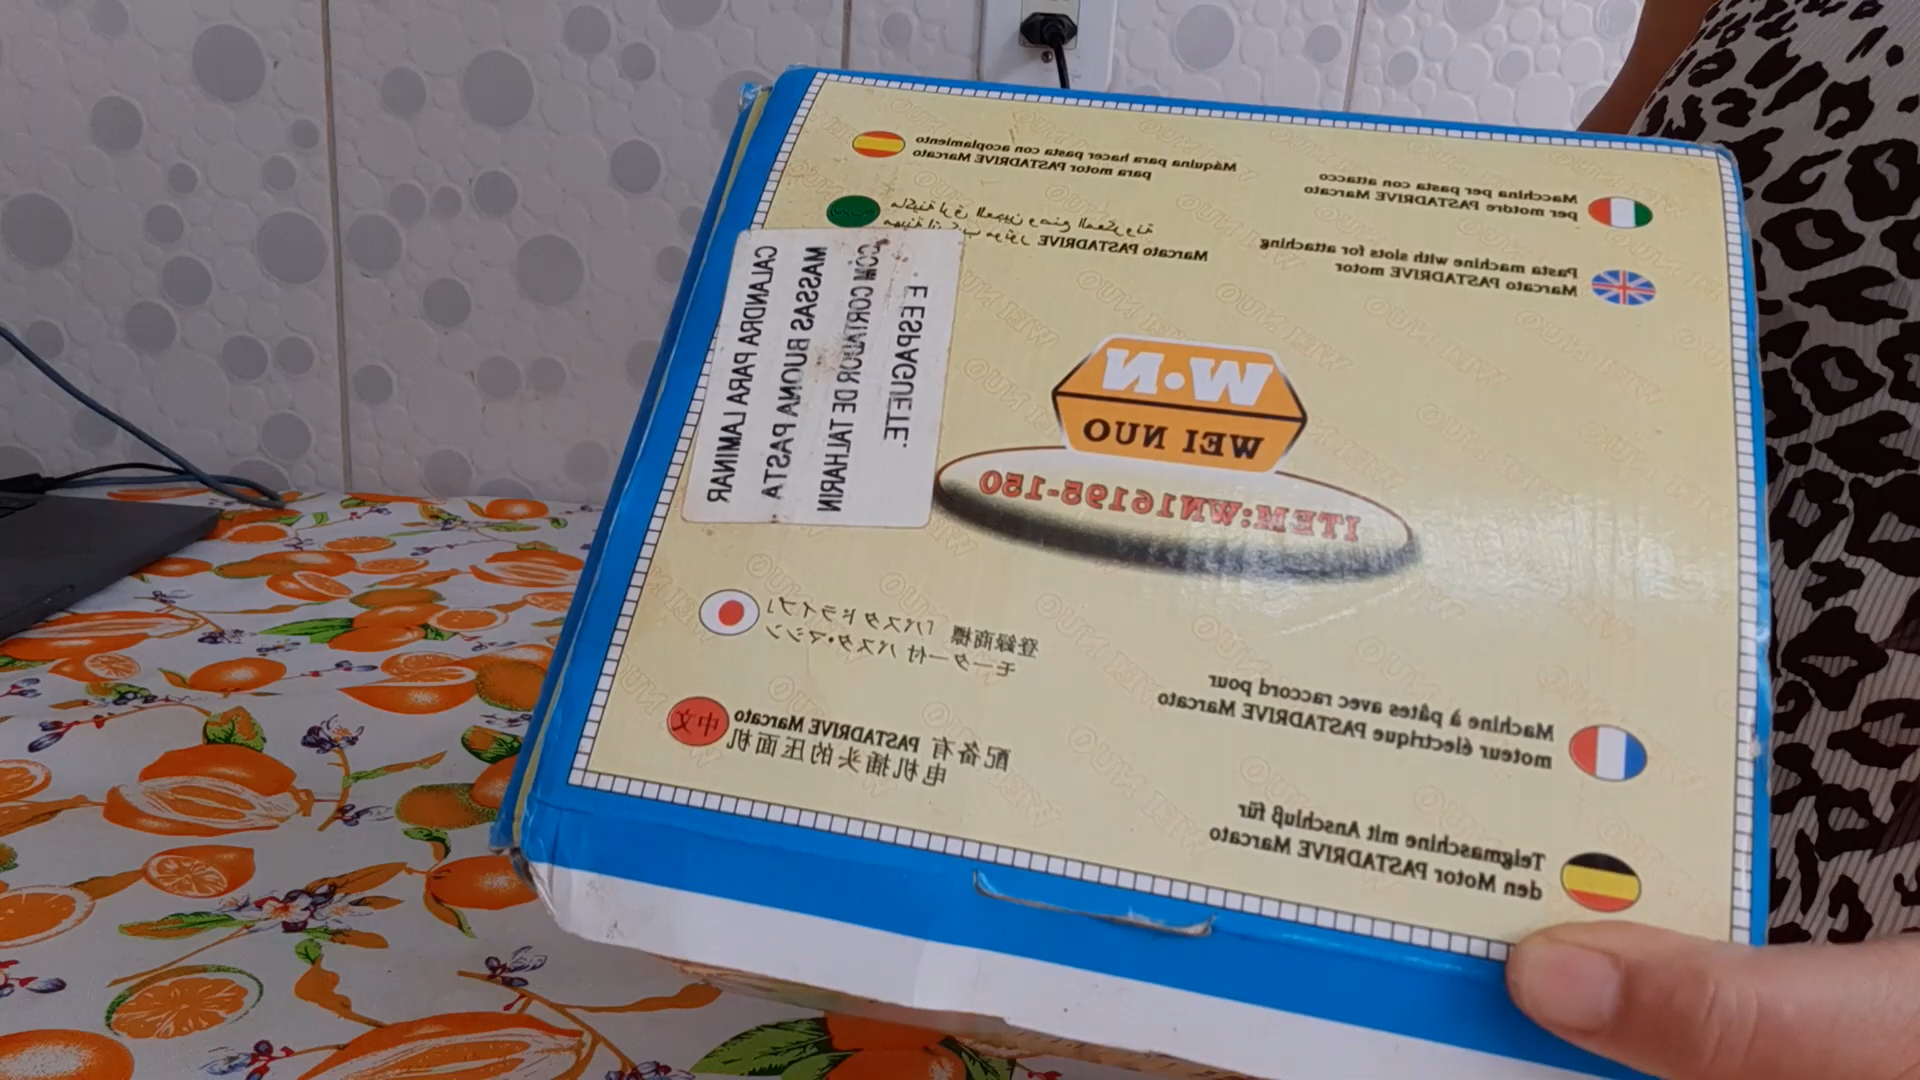 Macchina per pasta con attacco
per motore PASTADRIVE Marcato
Pasta machine with slots for attaching
Marcato PASTADRIVE motor
Máquina para hacer pasta con acoplamiento
para motor PASTADRIVE Marcato
Marcato PASTADRIVE
W·N
WEI NUO
ITEM:WN16195-150
CALANDRA PARA LAMINAR
MASSAS BUONA PASTA
COM CORTADOR DE TALHARIN
E ESPAGUETE.
Machine à pâtes avec raccord pour
moteur électrique PASTADRIVE Marcato
Teigmaschine mit Anschluß für
den Motor PASTADRIVE Marcato
登録商標「パスタドライブ」
モーター付 パスタ・マシン
中文
配备有 PASTADRIVE Marcato
电机插头的压面机